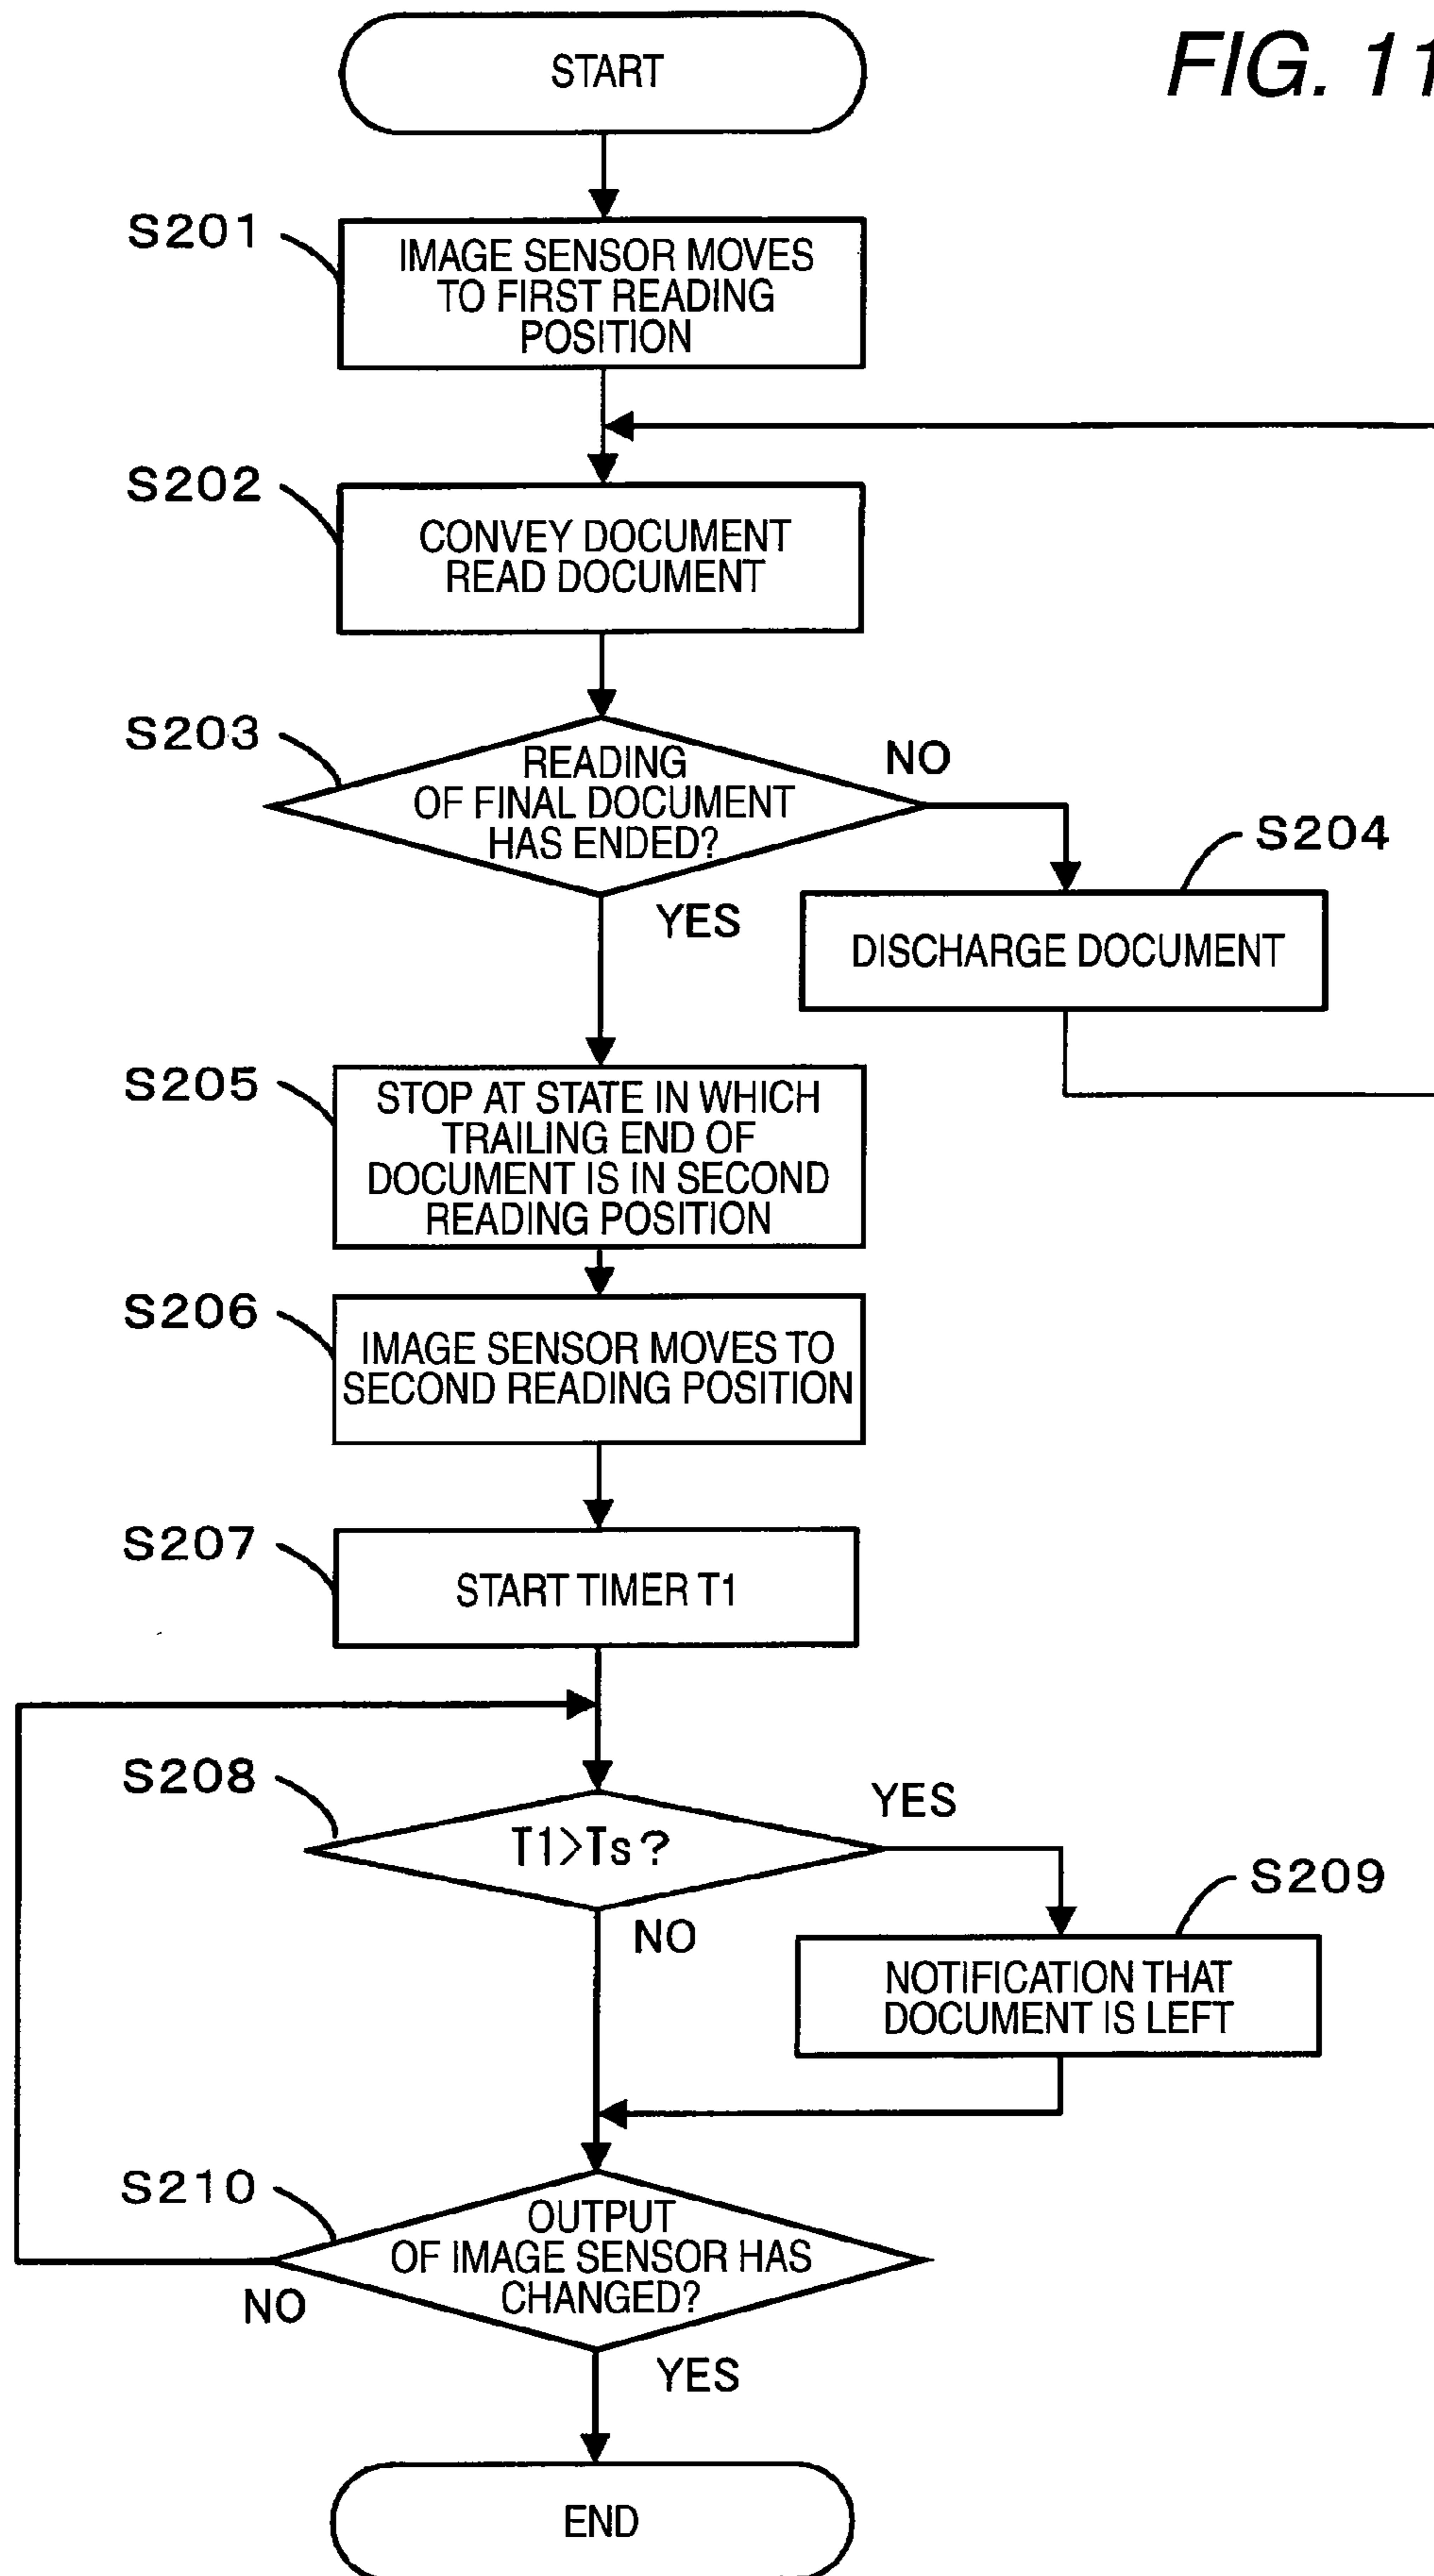 FIG. 11
START
S201
IMAGE SENSOR MOVES
TO FIRST READING
POSITION
S202
CONVEY DOCUMENT
READ DOCUMENT
S203
READING
OF FINAL DOCUMENT
HAS ENDED?
NO
YES
S204
DISCHARGE DOCUMENT
S205
STOP AT STATE IN WHICH
TRAILING END OF
DOCUMENT IS IN SECOND
READING POSITION
S206
IMAGE SENSOR MOVES TO
SECOND READING POSITION
S207
START TIMER T1
S208
T1>Ts?
YES
NO
S209
NOTIFICATION THAT
DOCUMENT IS LEFT
S210
OUTPUT
OF IMAGE SENSOR HAS
CHANGED?
NO
YES
END